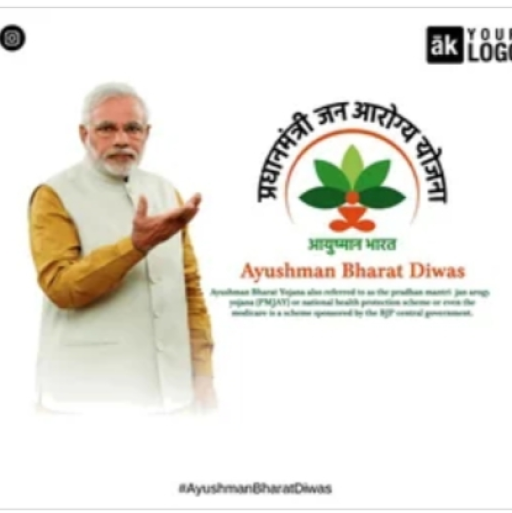 āk YOUR
LOGO
प्रधानमंत्री जन आरोग्य योजना
आयुष्मान भारत
Ayushman Bharat Diwas
Ayushman Bharat Yojana also referred to as the pradhan mantri jan arogy
yojana (PMJAY) or national health protection scheme or even the
modicare is a scheme sponsored by the BJP central government.
#AyushmanBharatDiwas